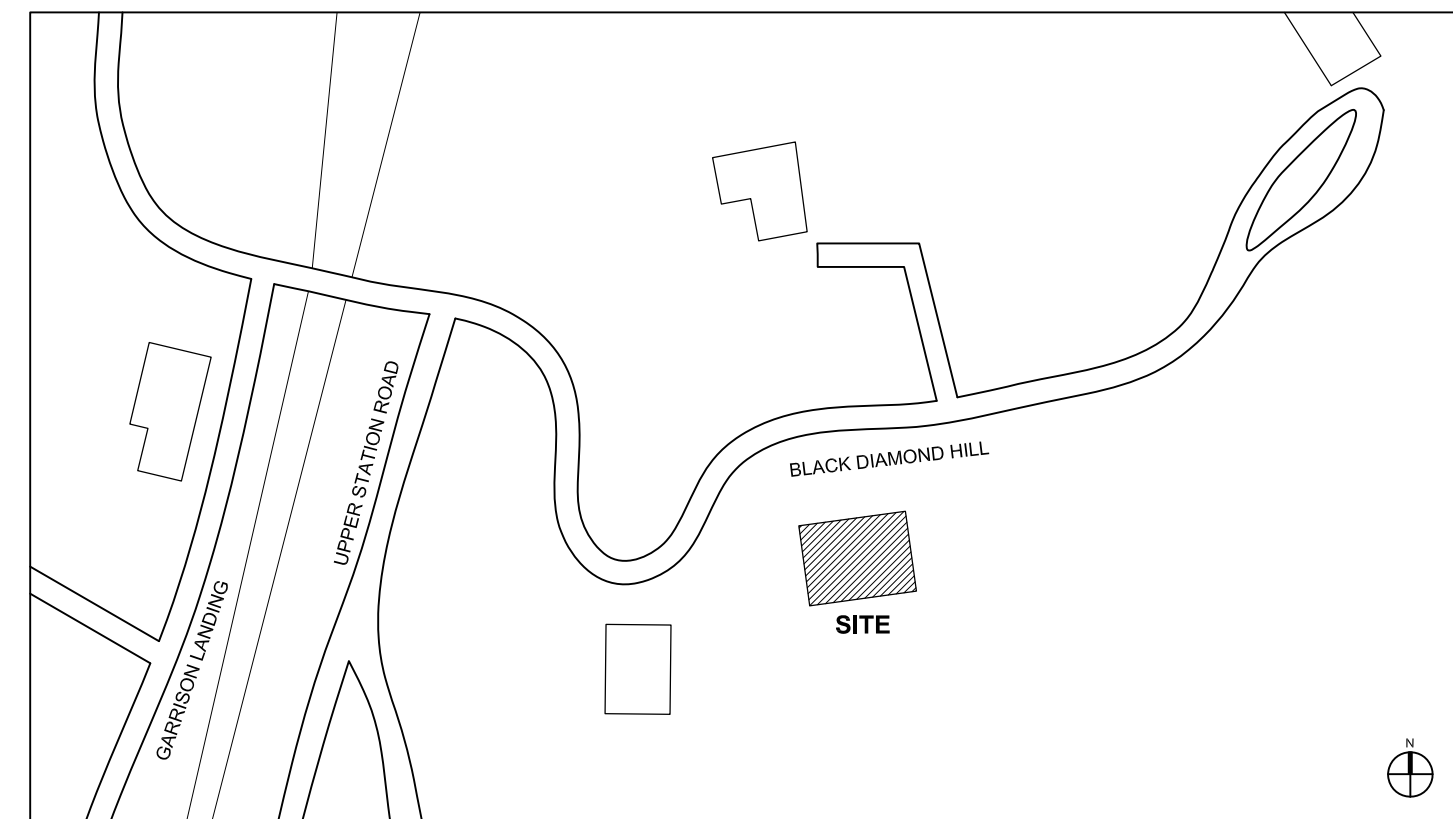 UPPER STATION ROAD
BLACK DIAMOND HILL
GARRISON LANDING
SITE
N